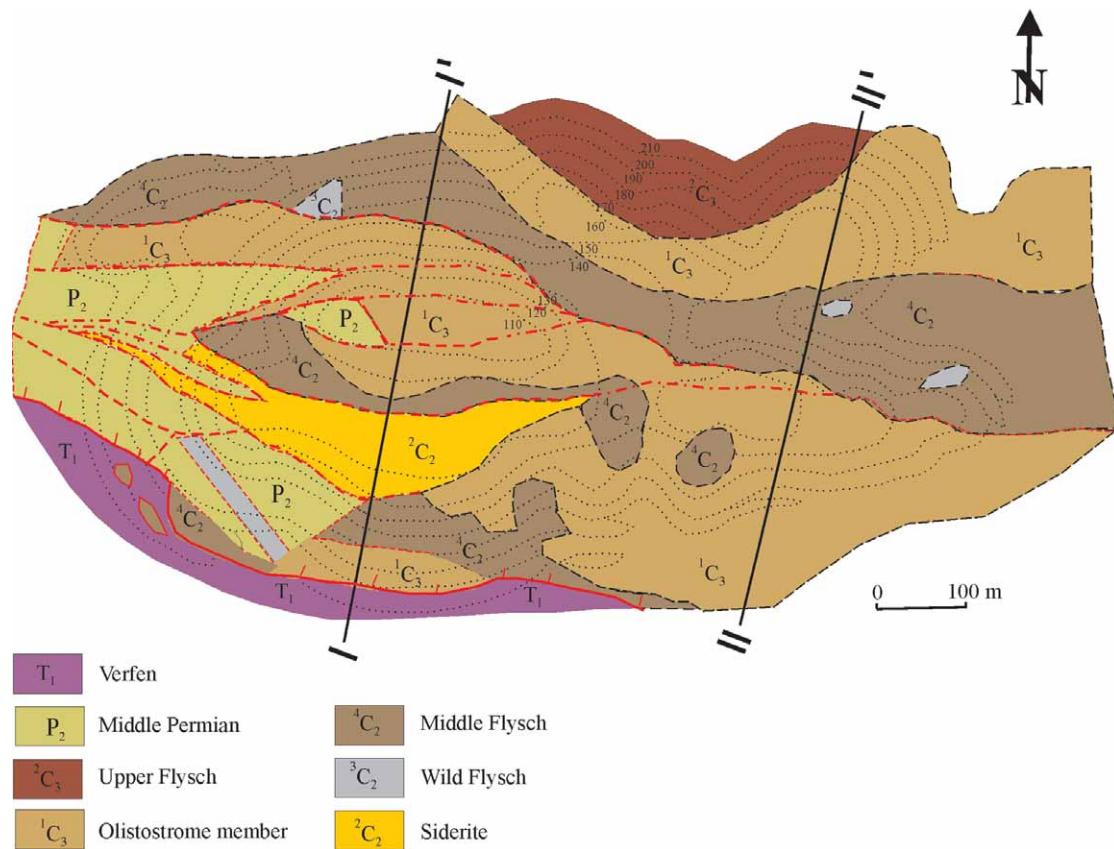 I'
II'
N
⁴C₂
³C₂
²C₃
210
200
190
180
170
160
150
140
¹C₃
¹C₃
¹C₃
P₂
⁴C₂
130
120
110
P₂
¹C₃
⁴C₂
⁴C₂
⁴C₂
²C₂
T₁
P₂
⁴C₂
⁴C₂
¹C₃
¹C₃
T₁
T₁
0 100 m
I
II
T₁ Verfen
P₂ Middle Permian
²C₃ Upper Flysch
¹C₃ Olistostrome member
⁴C₂ Middle Flysch
³C₂ Wild Flysch
²C₂ Siderite